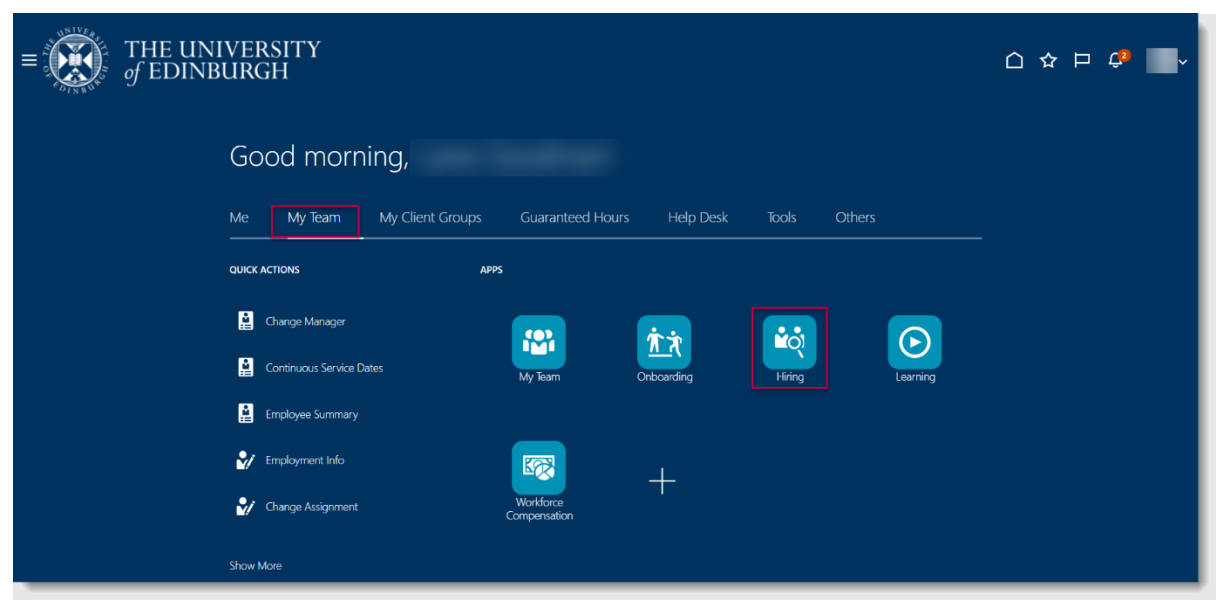 THE UNIVERSITY
of EDINBURGH
2
Good morning,
Me My Team My Client Groups Guaranteed Hours Help Desk Tools Others
QUICK ACTIONS APPS
Change Manager
Continuous Service Dates
Employee Summary
Employment Info
Change Assignment
Show More
My Team Onboarding Hiring Learning
Workforce
Compensation